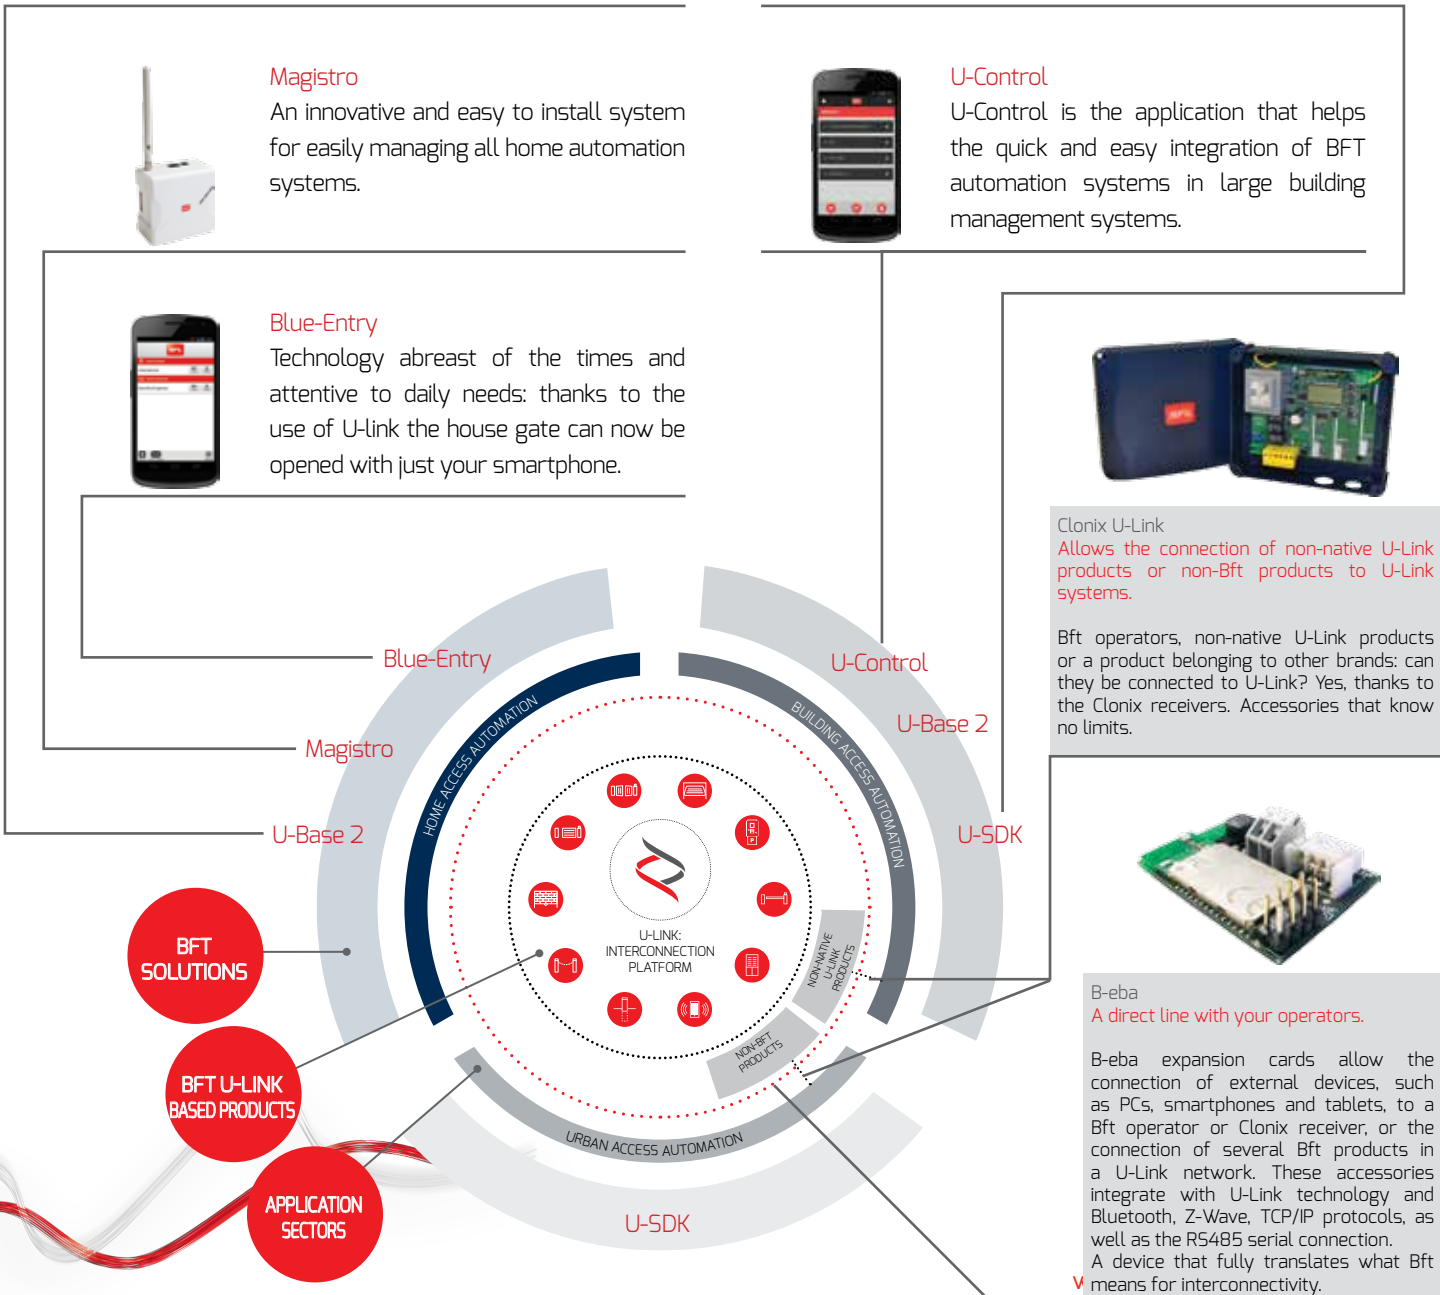 Magistro
An innovative and easy to install system
for easily managing all home automation
systems.
U-Control
U-Control is the application that helps
the quick and easy integration of BFT
automation systems in large building
management systems.
Blue-Entry
Technology abreast of the times and
attentive to daily needs: thanks to the
use of U-link the house gate can now be
opened with just your smartphone.
Clonix U-Link
Allows the connection of non-native U-Link
products or non-Bft products to U-Link
systems.
Bft operators, non-native U-Link products
or a product belonging to other brands: can
they be connected to U-Link? Yes, thanks to
the Clonix receivers. Accessories that know
no limits.
Blue-Entry
Magistro
U-Base 2
U-Control
U-Base 2
U-SDK
HOME ACCESS AUTOMATION
BUILDING ACCESS AUTOMATION
U-LINK:
INTERCONNECTION
PLATFORM
NON-NATIVE
U-LINK
PRODUCTS
NON-BFT
PRODUCTS
URBAN ACCESS AUTOMATION
U-SDK
BFT
SOLUTIONS
BFT U-LINK
BASED PRODUCTS
APPLICATION
SECTORS
B-eba
A direct line with your operators.
B-eba expansion cards allow the
connection of external devices, such
as PCs, smartphones and tablets, to a
Bft operator or Clonix receiver, or the
connection of several Bft products in
a U-Link network. These accessories
integrate with U-Link technology and
Bluetooth, Z-Wave, TCP/IP protocols, as
well as the RS485 serial connection.
A device that fully translates what Bft
means for interconnectivity.